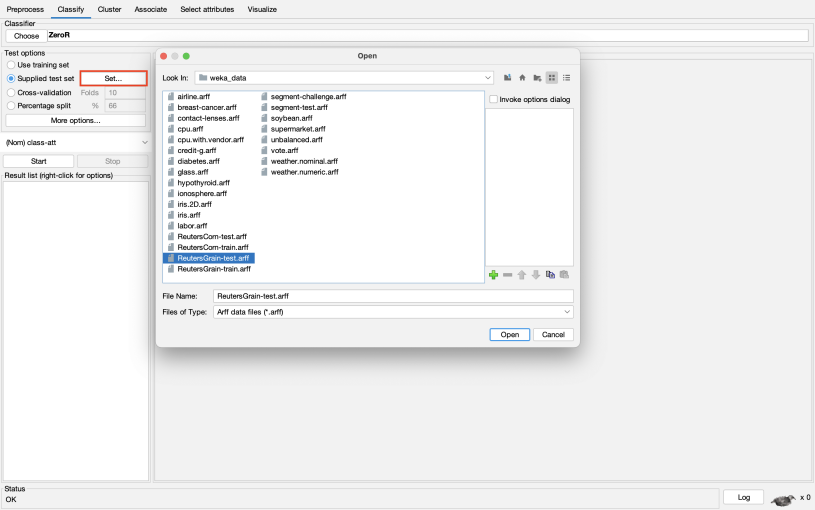 Preprocess Classify Cluster Associate Select attributes Visualize
Classifier
Choose ZeroR
Test options
Use training set
Supplied test set Set...
Cross-validation Folds 10
Percentage split % 66
More options...
(Nom) class-att
Start Stop
Result list (right-click for options)
Open
Look In: weka_data
airline.arff
breast-cancer.arff
contact-lenses.arff
cpu.arff
cpu.with.vendor.arff
credit-g.arff
diabetes.arff
glass.arff
hypothyroid.arff
ionosphere.arff
iris.2D.arff
iris.arff
labor.arff
ReutersCorn-test.arff
ReutersCorn-train.arff
ReutersGrain-test.arff
ReutersGrain-train.arff
segment-challenge.arff
segment-test.arff
soybean.arff
supermarket.arff
unbalanced.arff
vote.arff
weather.nominal.arff
weather.numeric.arff
Invoke options dialog
File Name: ReutersGrain-test.arff
Files of Type: Arff data files (*.arff)
Open Cancel
Status
OK
Log x 0